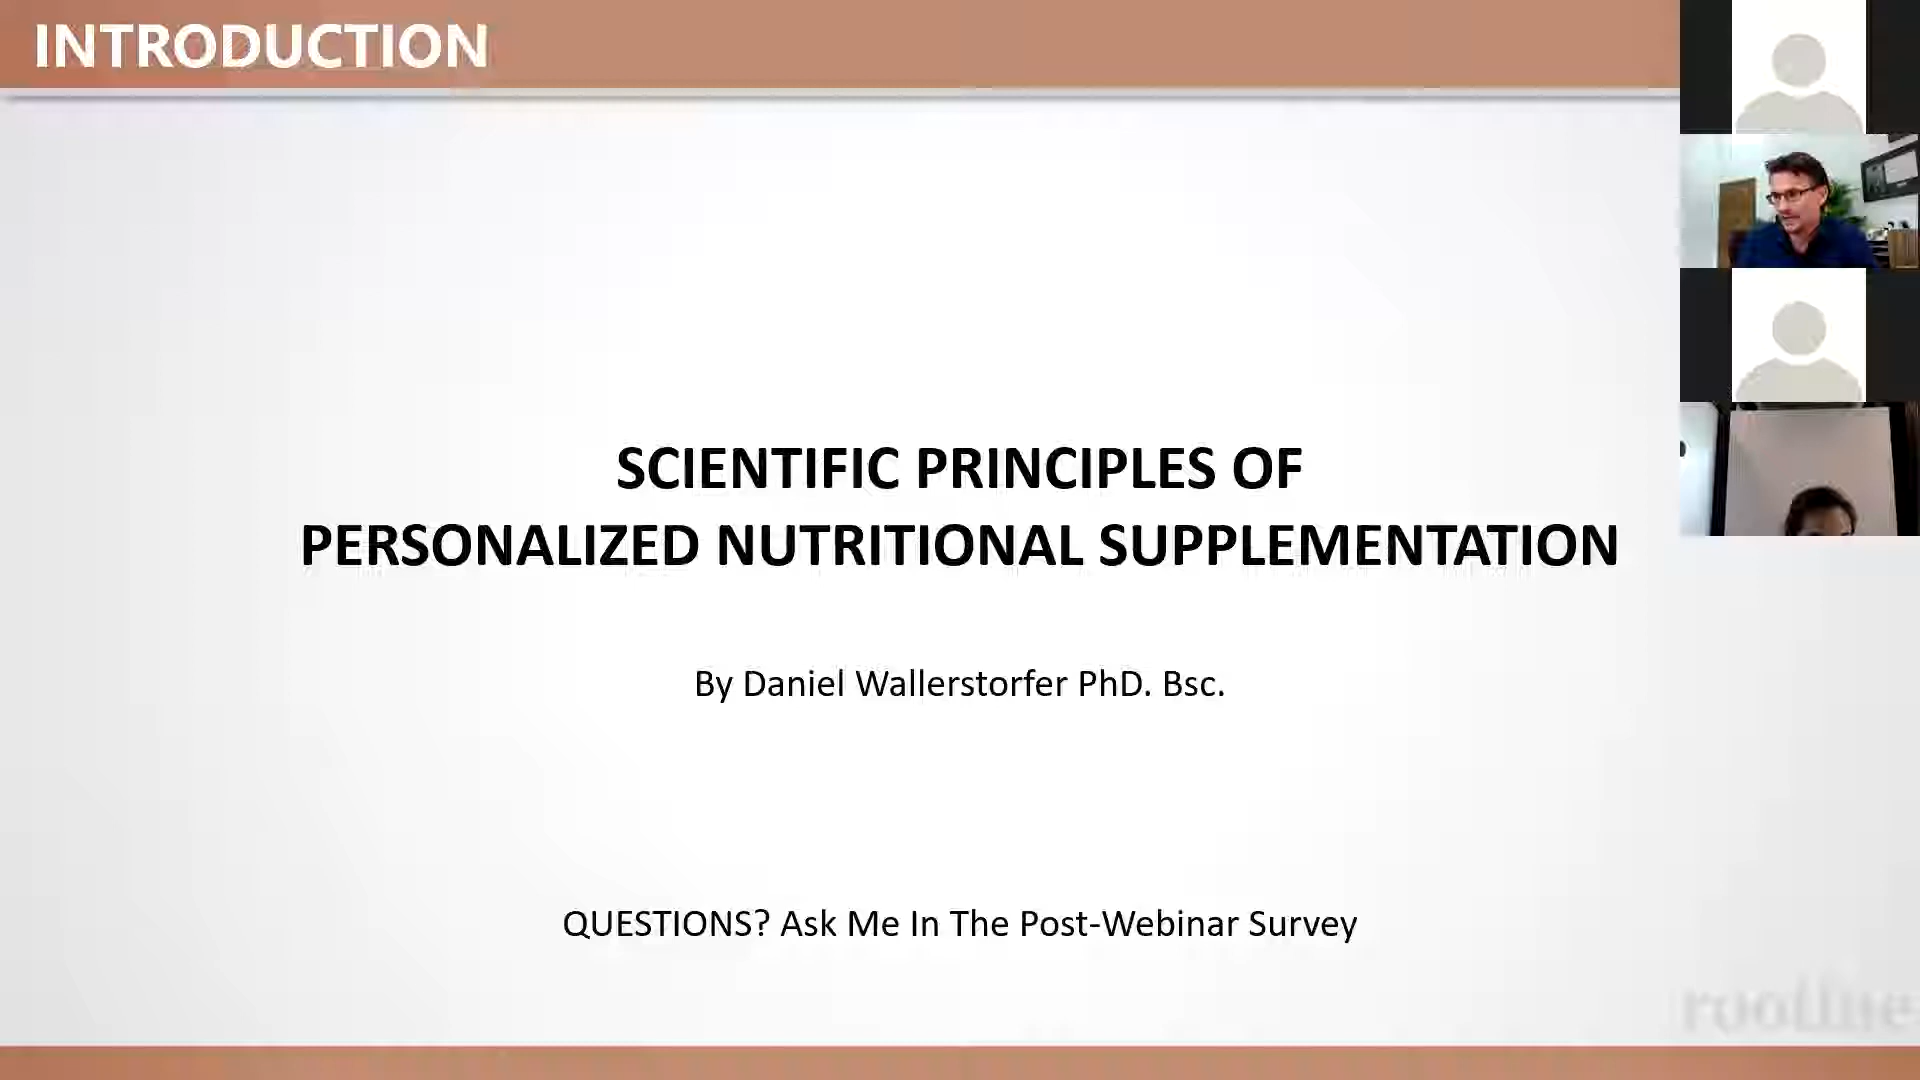 INTRODUCTION
SCIENTIFIC PRINCIPLES OF
PERSONALIZED NUTRITIONAL SUPPLEMENTATION
By Daniel Wallerstorfer PhD. Bsc.
QUESTIONS? Ask Me In The Post-Webinar Survey